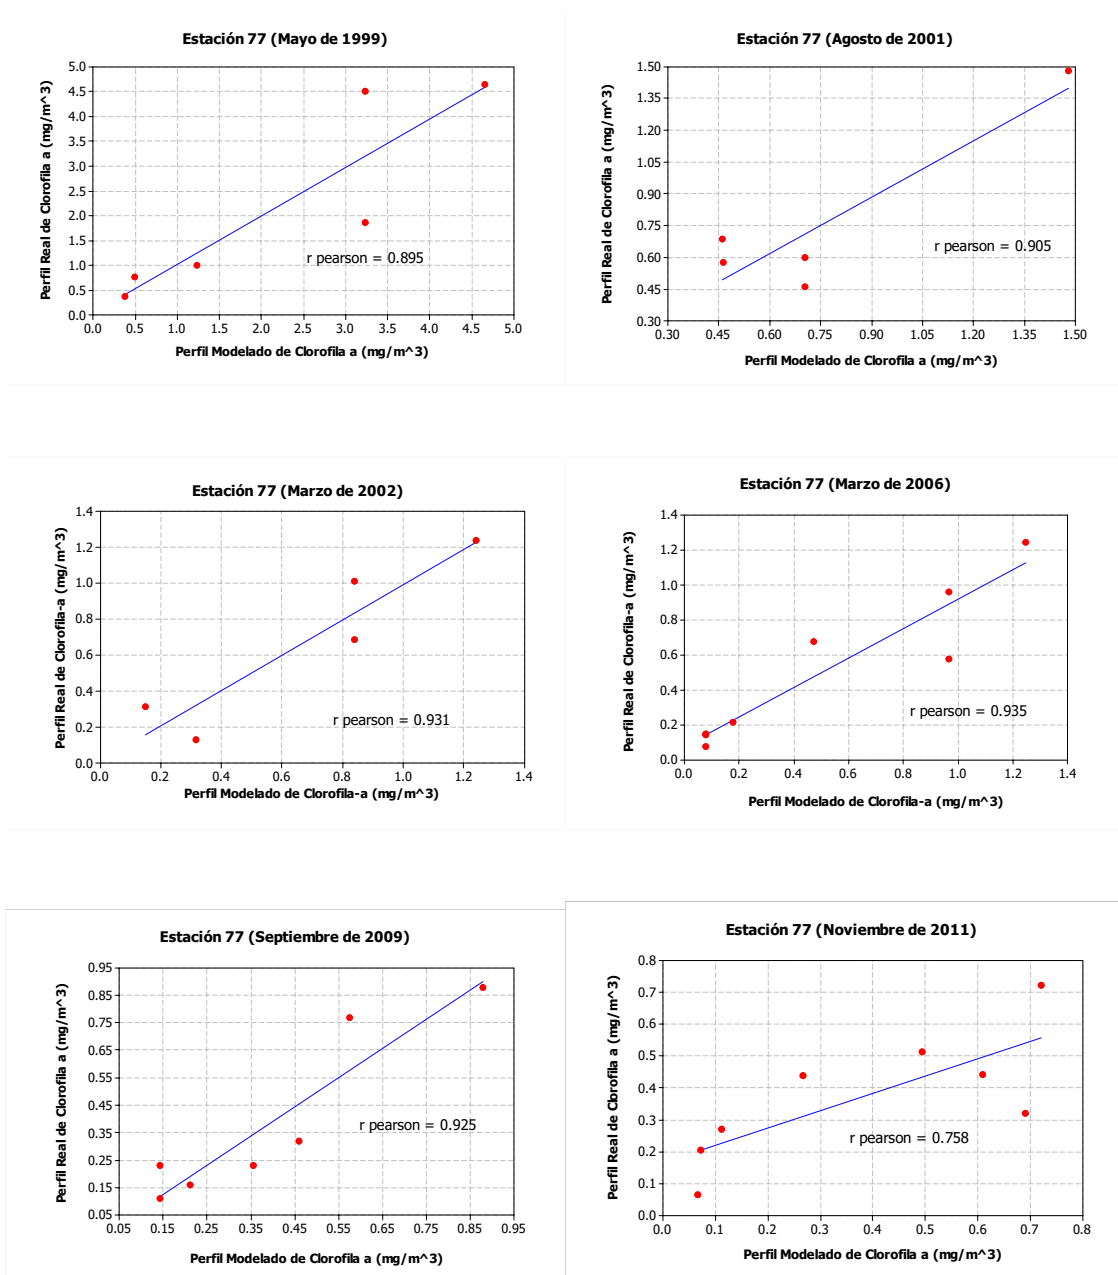 Estación 77 (Mayo de 1999)
Perfil Real de Clorofila a (mg/m^3)
5.0
4.5
4.0
3.5
3.0
2.5
2.0
1.5
1.0
0.5
0.0
r pearson = 0.895
0.0 0.5 1.0 1.5 2.0 2.5 3.0 3.5 4.0 4.5 5.0
Perfil Modelado de Clorofila a (mg/m^3)
Estación 77 (Agosto de 2001)
Perfil Real de Clorofila a (mg/m^3)
1.50
1.35
1.20
1.05
0.90
0.75
0.60
0.45
0.30
r pearson = 0.905
0.30 0.45 0.60 0.75 0.90 1.05 1.20 1.35 1.50
Perfil Modelado de Clorofila a (mg/m^3)
Estación 77 (Marzo de 2002)
Perfil Real de Clorofila-a (mg/m^3)
1.4
1.2
1.0
0.8
0.6
0.4
0.2
0.0
r pearson = 0.931
0.0 0.2 0.4 0.6 0.8 1.0 1.2 1.4
Perfil Modelado de Clorofila-a (mg/m^3)
Estación 77 (Marzo de 2006)
Perfil Real de Clorofila-a (mg/m^3)
1.4
1.2
1.0
0.8
0.6
0.4
0.2
0.0
r pearson = 0.935
0.0 0.2 0.4 0.6 0.8 1.0 1.2 1.4
Perfil Modelado de Clorofila-a (mg/m^3)
Estación 77 (Septiembre de 2009)
Perfil Real de Clorofila a (mg/m^3)
0.95
0.85
0.75
0.65
0.55
0.45
0.35
0.25
0.15
0.05
r pearson = 0.925
0.05 0.15 0.25 0.35 0.45 0.55 0.65 0.75 0.85 0.95
Perfil Modelado de Clorofila a (mg/m^3)
Estación 77 (Noviembre de 2011)
Perfil Real de Clorofila a (mg/m^3)
0.8
0.7
0.6
0.5
0.4
0.3
0.2
0.1
0.0
r pearson = 0.758
0.0 0.1 0.2 0.3 0.4 0.5 0.6 0.7 0.8
Perfil Modelado de Clorofila a (mg/m^3)